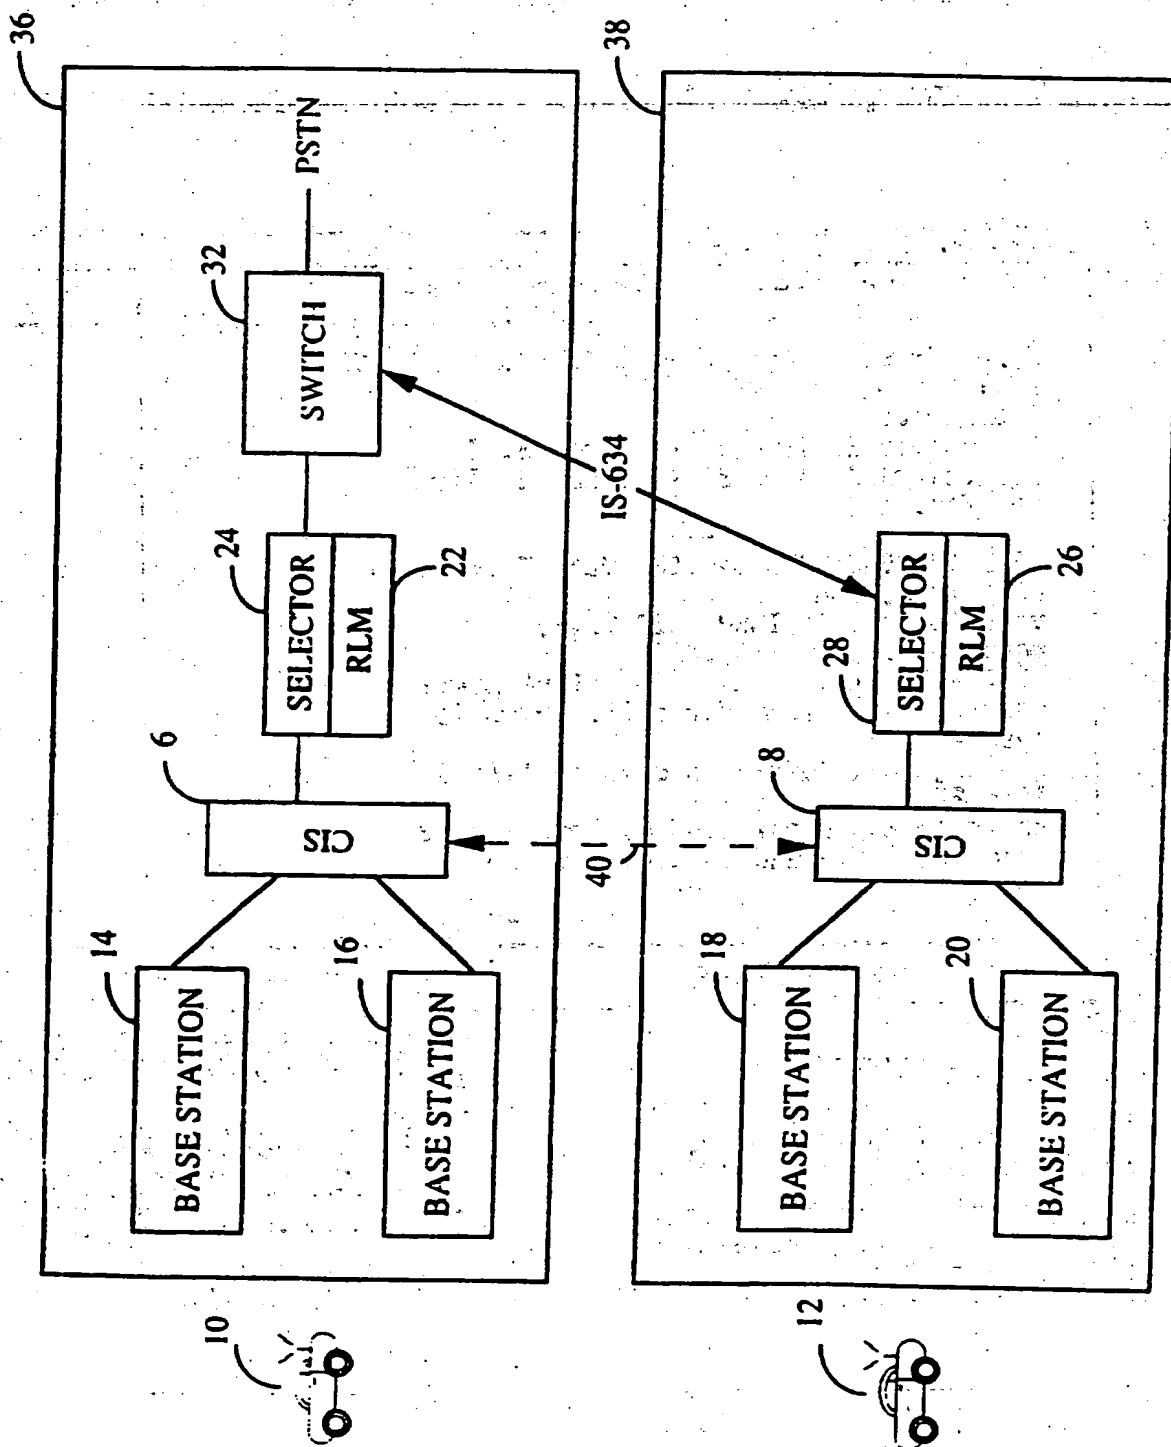 36
PSTN
32
SWITCH
24
SELECTOR
RLM
22
6
CIS
14
BASE STATION
16
BASE STATION
10
IS-634
40
38
28
SELECTOR
RLM
26
8
CIS
18
BASE STATION
20
BASE STATION
12